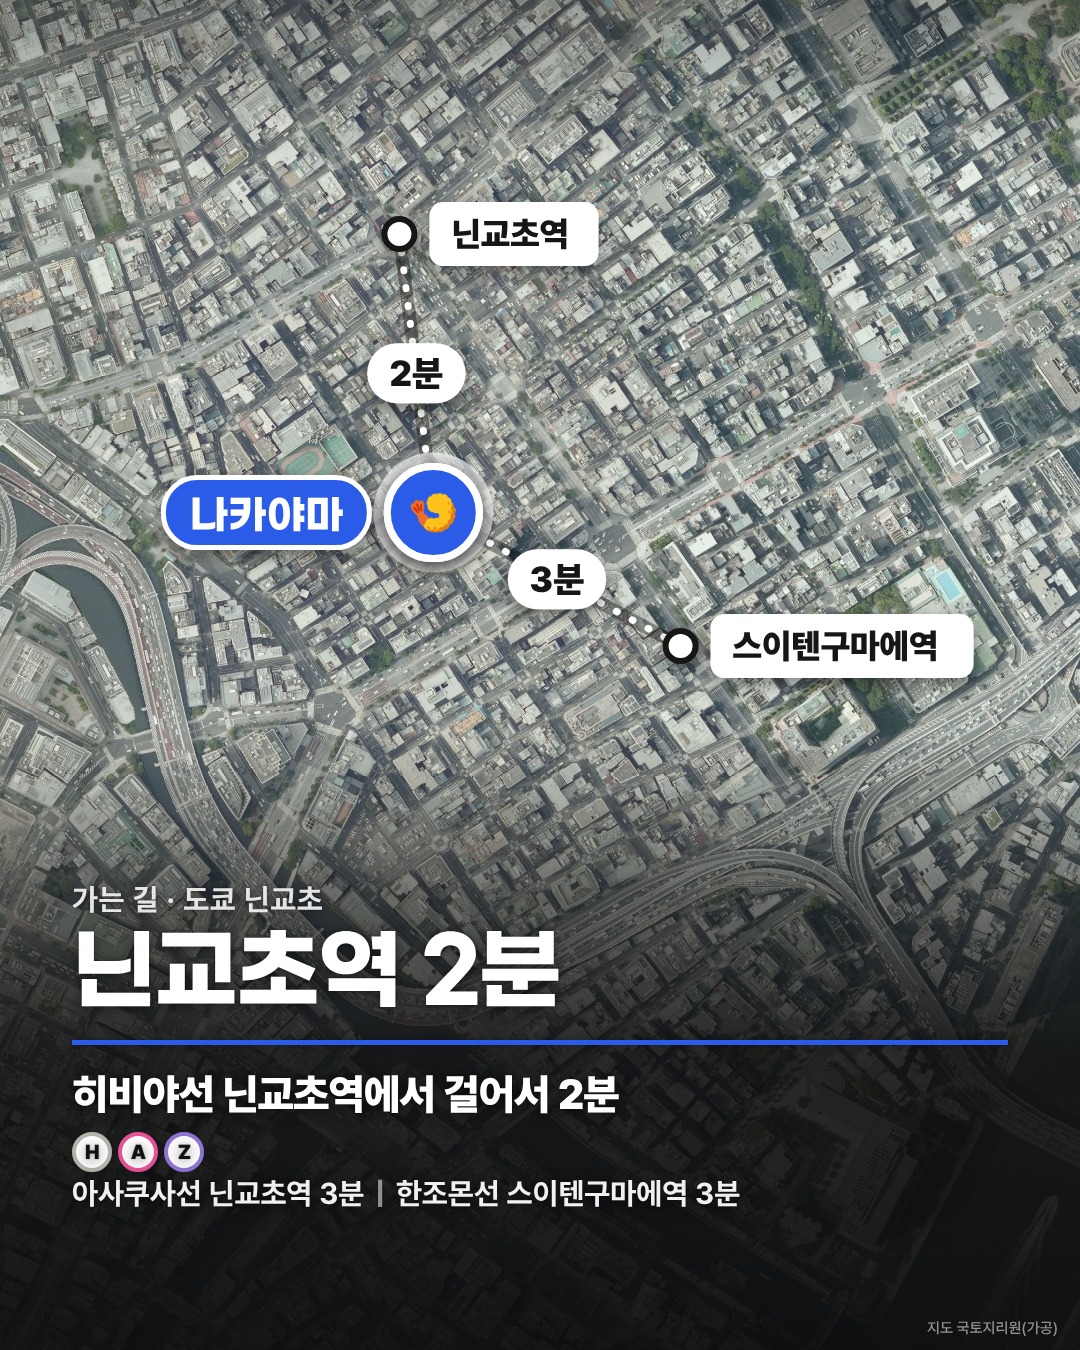 닌교초역
2분
나카야마
3분
스이텐구마에역
가는 길 · 도쿄 닌교초
닌교초역 2분
히비야선 닌교초역에서 걸어서 2분
H A Z
아사쿠사선 닌교초역 3분 | 한조몬선 스이텐구마에역 3분
지도 국토지리원(가공)